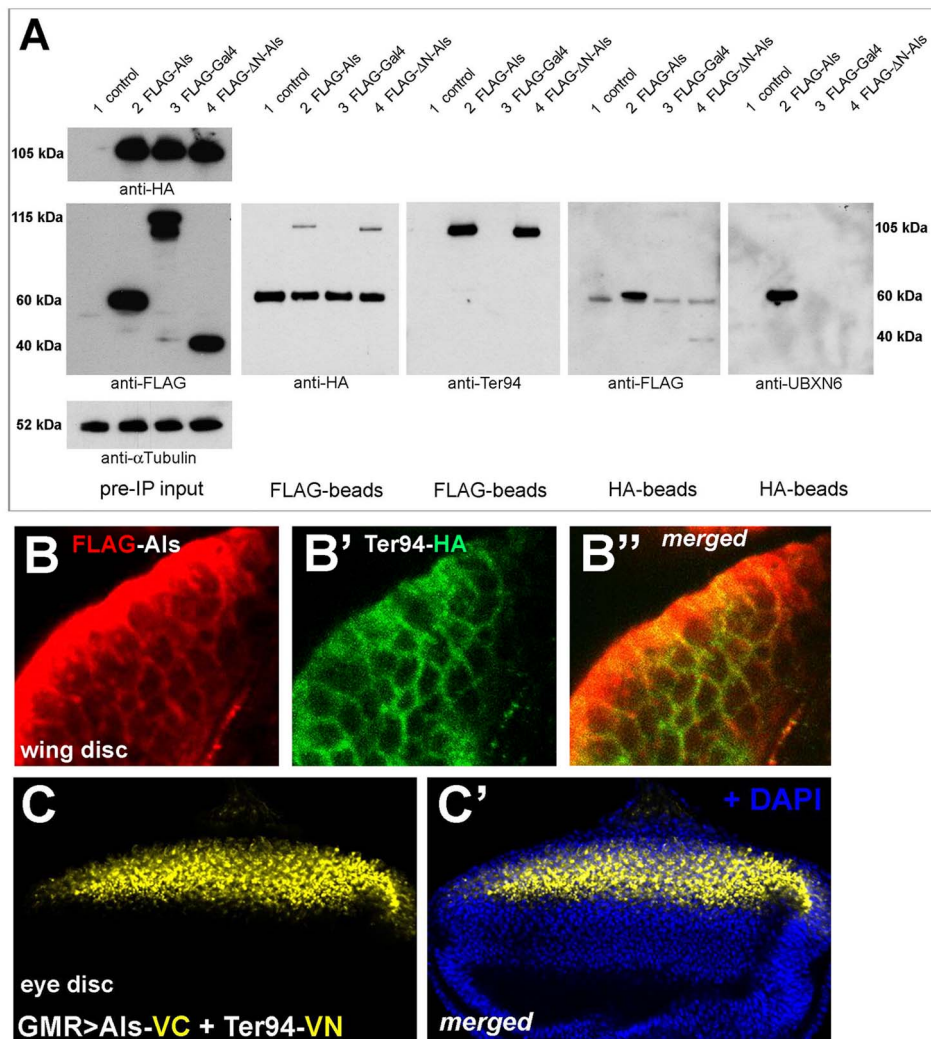 A
1 control
2 FLAG-Als
3 FLAG-Gal4
4 FLAG-ΔN-Als
1 control
2 FLAG-Als
3 FLAG-Gal4
4 FLAG-ΔN-Als
1 control
2 FLAG-Als
3 FLAG-Gal4
4 FLAG-ΔN-Als
1 control
2 FLAG-Als
3 FLAG-Gal4
4 FLAG-ΔN-Als
1 control
2 FLAG-Als
3 FLAG-Gal4
4 FLAG-ΔN-Als
105 kDa
anti-HA
115 kDa
105 kDa
60 kDa
60 kDa
40 kDa
40 kDa
anti-FLAG
anti-HA
anti-Ter94
anti-FLAG
anti-UBXN6
52 kDa
anti-αTubulin
pre-IP input
FLAG-beads
FLAG-beads
HA-beads
HA-beads
B FLAG-Als
B' Ter94-HA
B" merged
wing disc
C
C' + DAPI
eye disc
GMR>Als-VC + Ter94-VN
merged